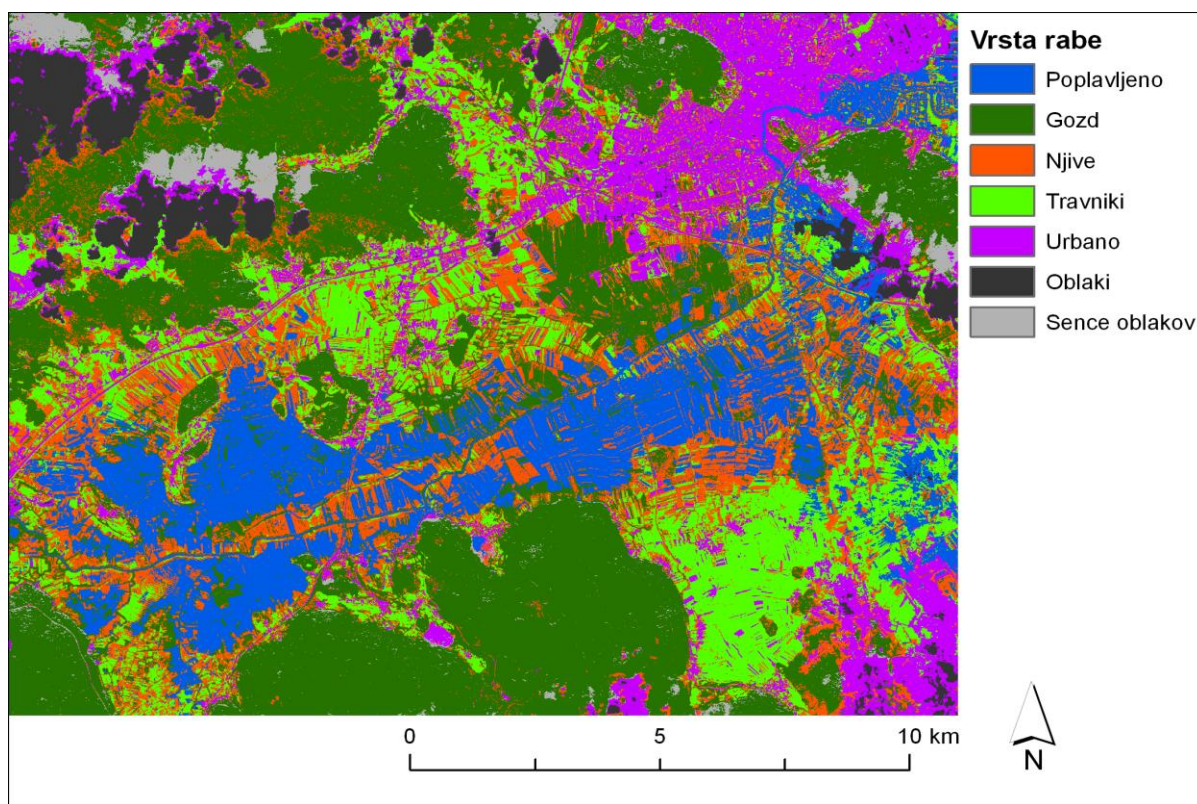 Vrsta rabe
Poplavljeno
Gozd
Njive
Travniki
Urbano
Oblaki
Sence oblakov
0 5 10 km
N